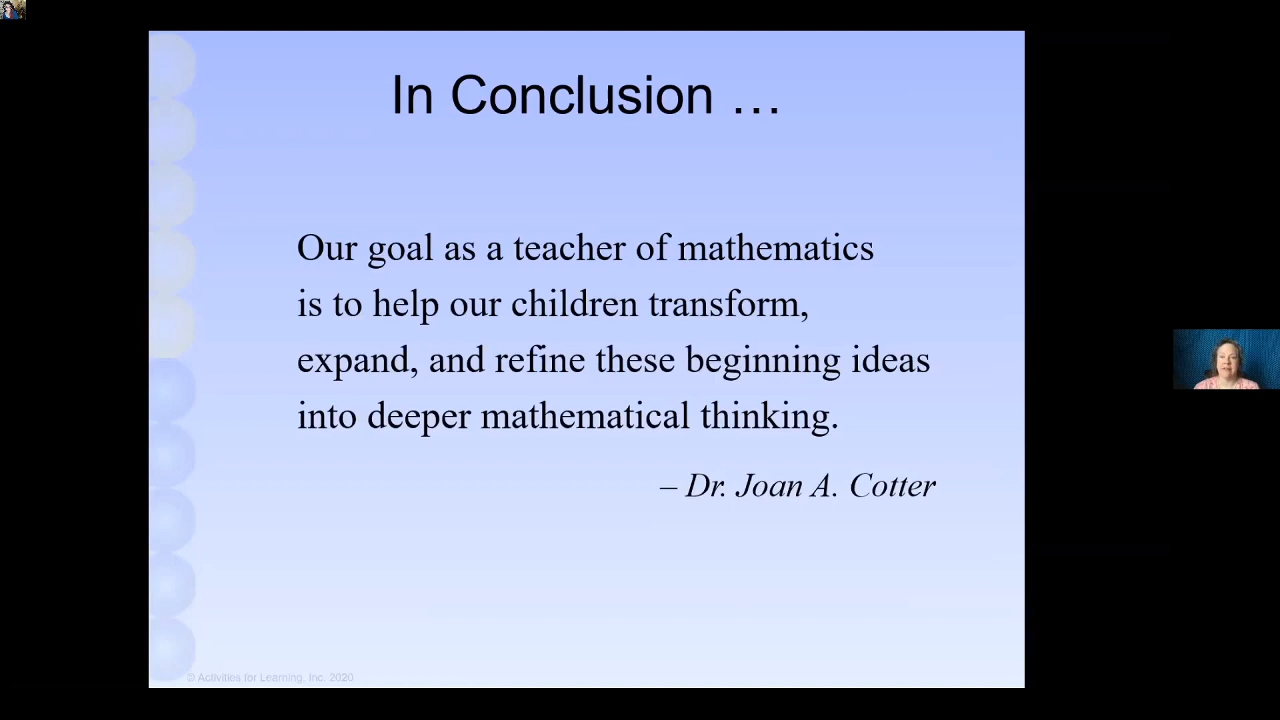 In Conclusion …
Our goal as a teacher of mathematics
is to help our children transform,
expand, and refine these beginning ideas
into deeper mathematical thinking.
– Dr. Joan A. Cotter
© Activities for Learning, Inc. 2020